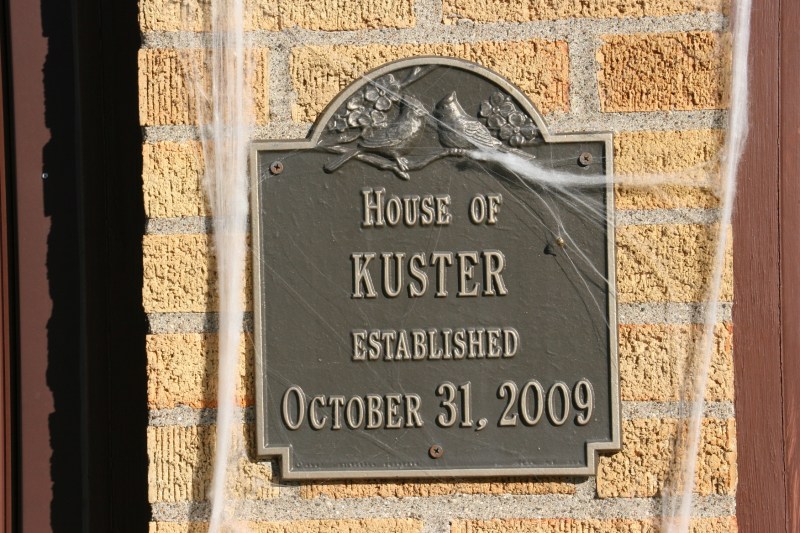 House of
KUSTER
ESTABLISHED
October 31, 2009